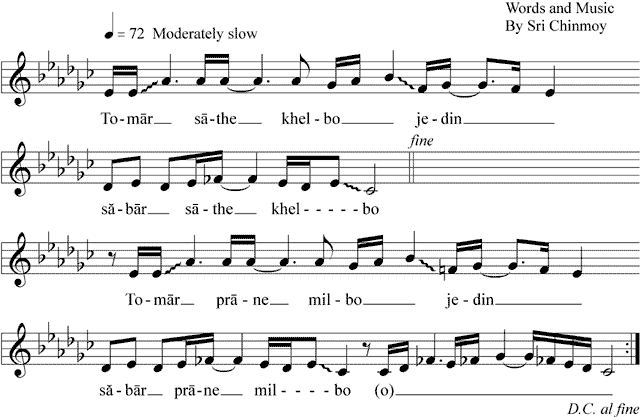 Words and Music
♩ = 72 Moderately slow
By Sri Chinmoy
To-mār sā-the khel-bo je-din
fine
să-bār sā-the khel-----bo
To-mār prā-ne mil-bo je-din
să-bār prā-ne mil-----bo (o)
D.C. al fine